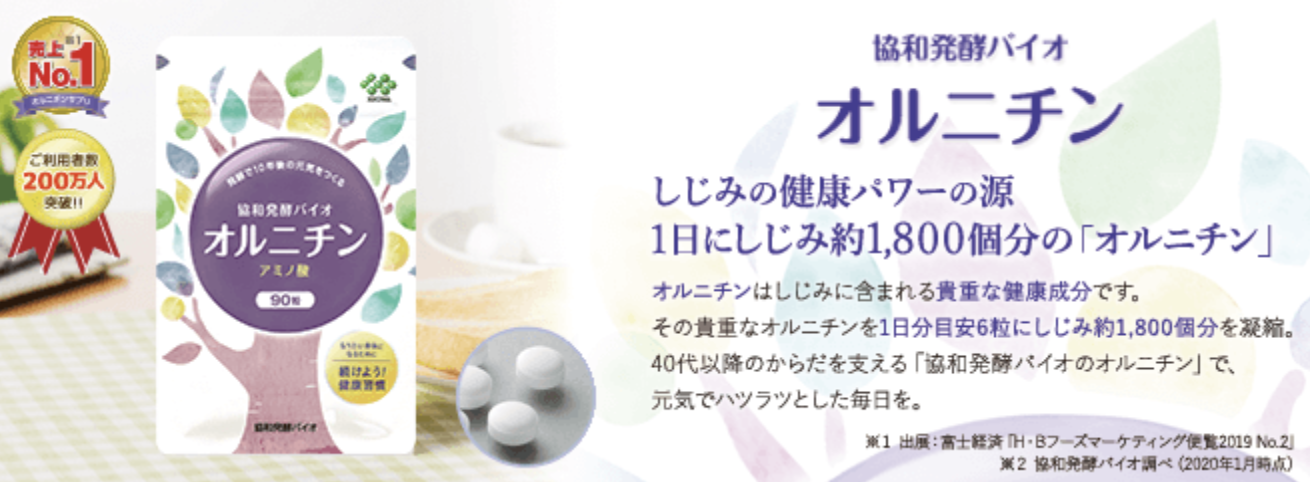 売上※1
No.1
オルニチンサプリ
ご利用者数
200万人
突破!!
発酵で10年後の元気をつくる
協和発酵バイオ
オルニチン
アミノ酸
90粒
続けよう!
健康習慣
協和発酵バイオ
協和発酵バイオ
オルニチン
しじみの健康パワーの源
1日にしじみ約1,800個分の「オルニチン」
オルニチンはしじみに含まれる貴重な健康成分です。
その貴重なオルニチンを1日分目安6粒にしじみ約1,800個分を凝縮。
40代以降のからだを支える「協和発酵バイオのオルニチン」で、
元気でハツラツとした毎日を。
※1 出展:富士経済『H・Bフーズマーケティング便覧2019 No.2』
※2 協和発酵バイオ調べ(2020年1月時点)